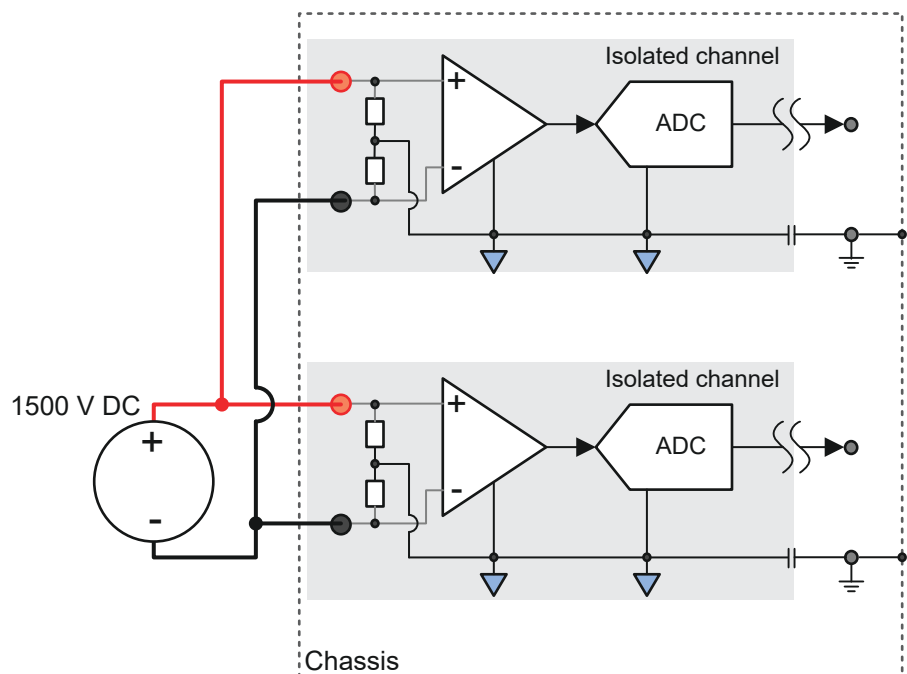 Isolated channel
+
-
ADC
Isolated channel
1500 V DC
+
-
ADC
+
-
Chassis